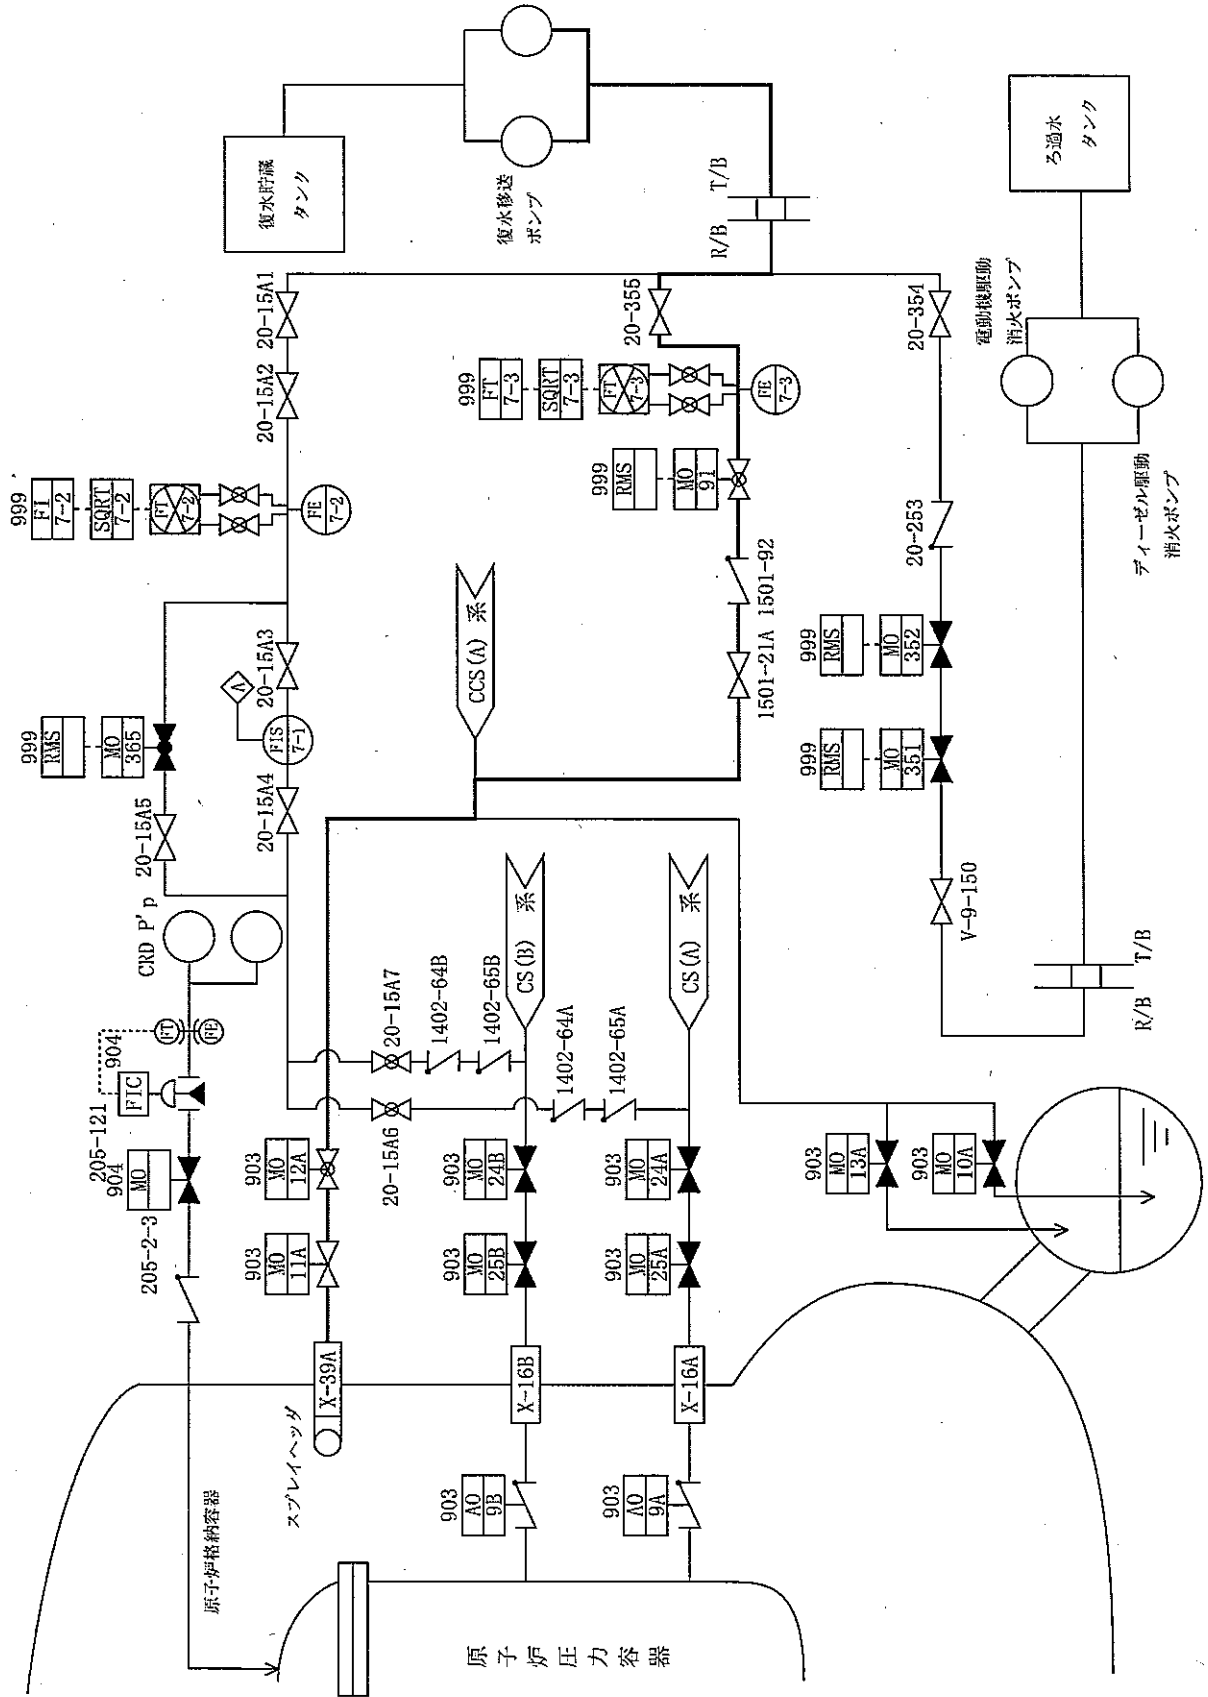 原子炉格納容器
原子炉圧力容器
スプレイヘッダ
X-39A
X-16B
X-16A
903
AO
9B
903
AO
9A
205-2-3
904
MO
205-121
904
FIC
FT
FE
CRD P'p
903
MO
11A
903
MO
12A
903
MO
25B
903
MO
24B
903
MO
25A
903
MO
24A
20-15A6
20-15A7
1402-64B
1402-65B
1402-64A
1402-65A
CS(B) 系
CS(A) 系
CCS(A) 系
903
MO
13A
903
MO
10A
20-15A5
999
RMS
MO
365
20-15A4
FIS
7-1
A
20-15A3
999
FI
7-2
SQRT
7-2
FT
7-2
FE
7-2
20-15A2
20-15A1
復水貯蔵
タンク
復水移送
ポンプ
R/B
T/B
20-355
999
FT
7-3
SQRT
7-3
FT
7-3
FE
7-3
999
RMS
MO
91
1501-92
1501-21A
20-354
20-253
999
RMS
MO
352
999
RMS
MO
351
V-9-150
R/B
T/B
電動機駆動
消火ポンプ
ディーゼル駆動
消火ポンプ
ろ過水
タンク